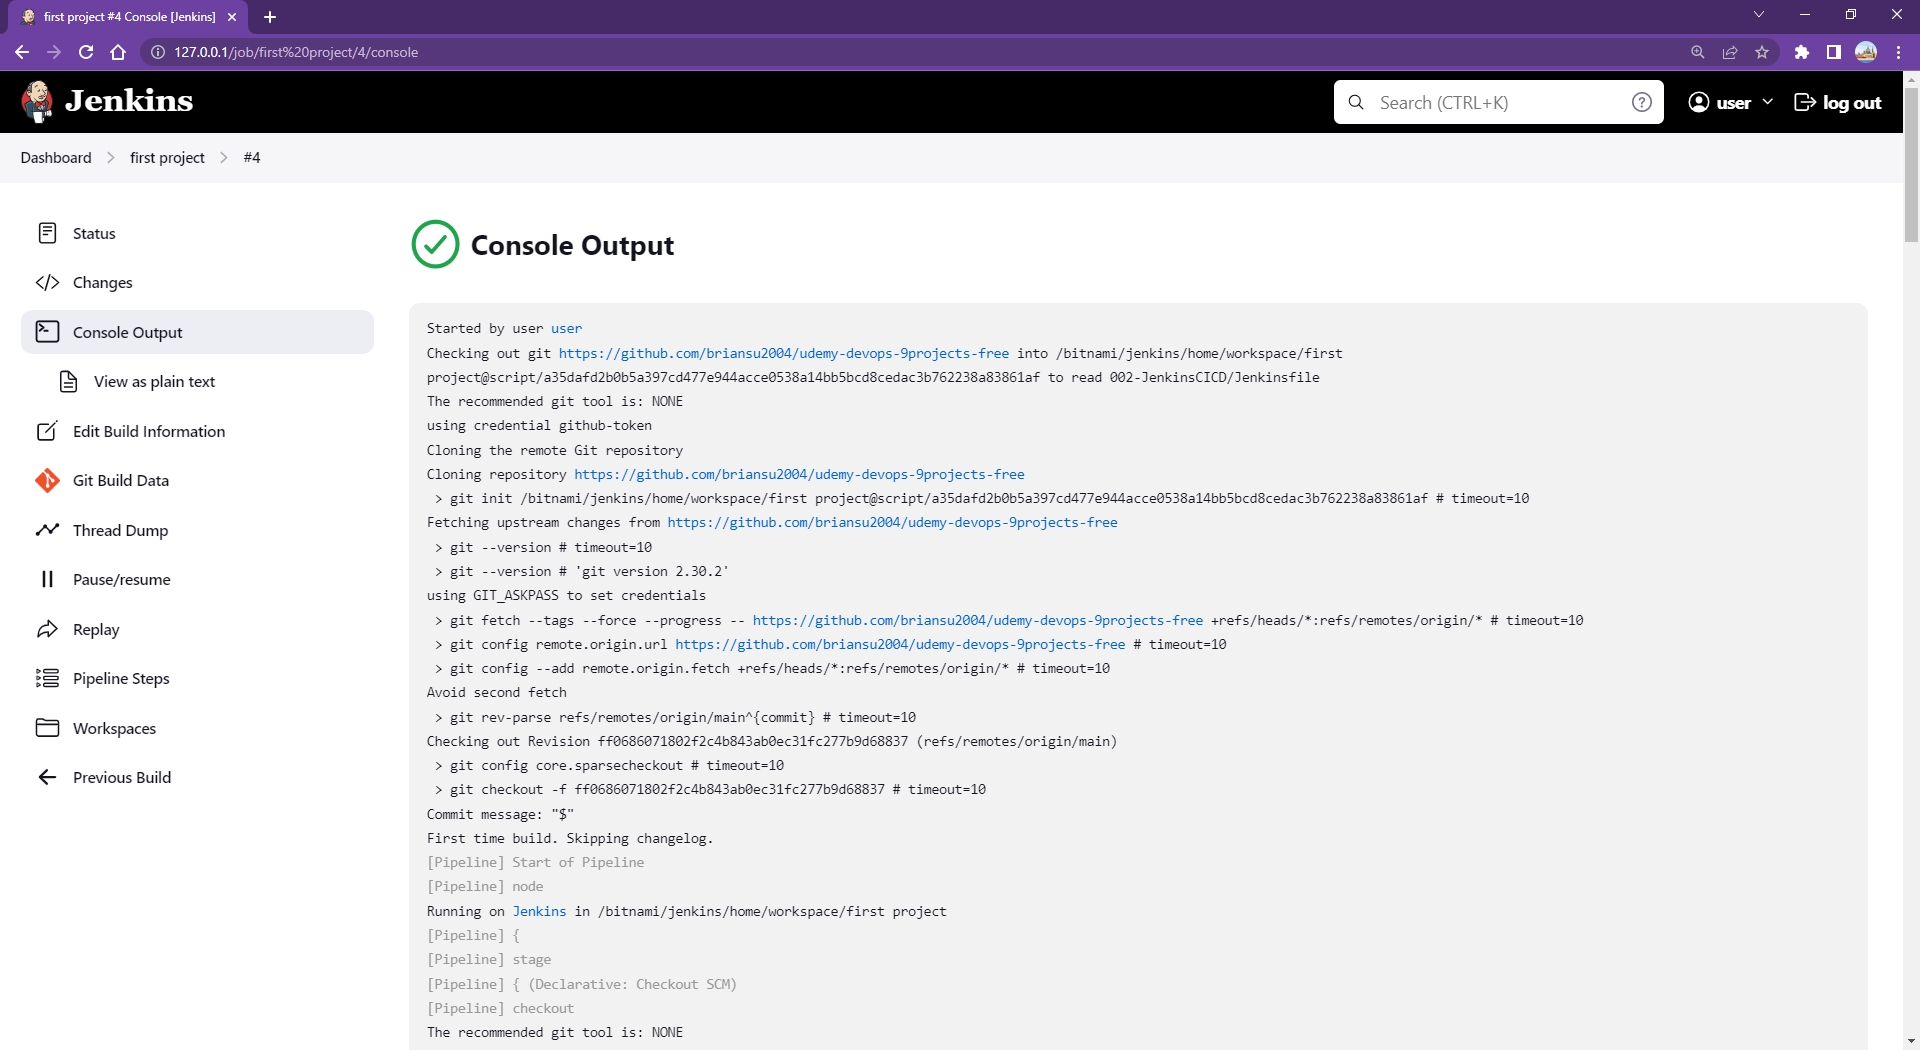 first project #4 Console [Jenkins]
127.0.0.1/job/first%20project/4/console
Jenkins
Search (CTRL+K)
user
log out
Dashboard
first project
#4
Status
Changes
Console Output
View as plain text
Edit Build Information
Git Build Data
Thread Dump
Pause/resume
Replay
Pipeline Steps
Workspaces
Previous Build
Console Output
Started by user user
Checking out git https://github.com/briansu2004/udemy-devops-9projects-free into /bitnami/jenkins/home/workspace/first
project@script/a35dafd2b0b5a397cd477e944acce0538a14bb5bcd8cedac3b762238a83861af to read 002-JenkinsCICD/Jenkinsfile
The recommended git tool is: NONE
using credential github-token
Cloning the remote Git repository
Cloning repository https://github.com/briansu2004/udemy-devops-9projects-free
> git init /bitnami/jenkins/home/workspace/first project@script/a35dafd2b0b5a397cd477e944acce0538a14bb5bcd8cedac3b762238a83861af # timeout=10
Fetching upstream changes from https://github.com/briansu2004/udemy-devops-9projects-free
> git --version # timeout=10
> git --version # 'git version 2.30.2'
using GIT_ASKPASS to set credentials
> git fetch --tags --force --progress -- https://github.com/briansu2004/udemy-devops-9projects-free +refs/heads/*:refs/remotes/origin/* # timeout=10
> git config remote.origin.url https://github.com/briansu2004/udemy-devops-9projects-free # timeout=10
> git config --add remote.origin.fetch +refs/heads/*:refs/remotes/origin/* # timeout=10
Avoid second fetch
> git rev-parse refs/remotes/origin/main^{commit} # timeout=10
Checking out Revision ff0686071802f2c4b843ab0ec31fc277b9d68837 (refs/remotes/origin/main)
> git config core.sparsecheckout # timeout=10
> git checkout -f ff0686071802f2c4b843ab0ec31fc277b9d68837 # timeout=10
Commit message: "$"
First time build. Skipping changelog.
[Pipeline] Start of Pipeline
[Pipeline] node
Running on Jenkins in /bitnami/jenkins/home/workspace/first project
[Pipeline] {
[Pipeline] stage
[Pipeline] { (Declarative: Checkout SCM)
[Pipeline] checkout
The recommended git tool is: NONE